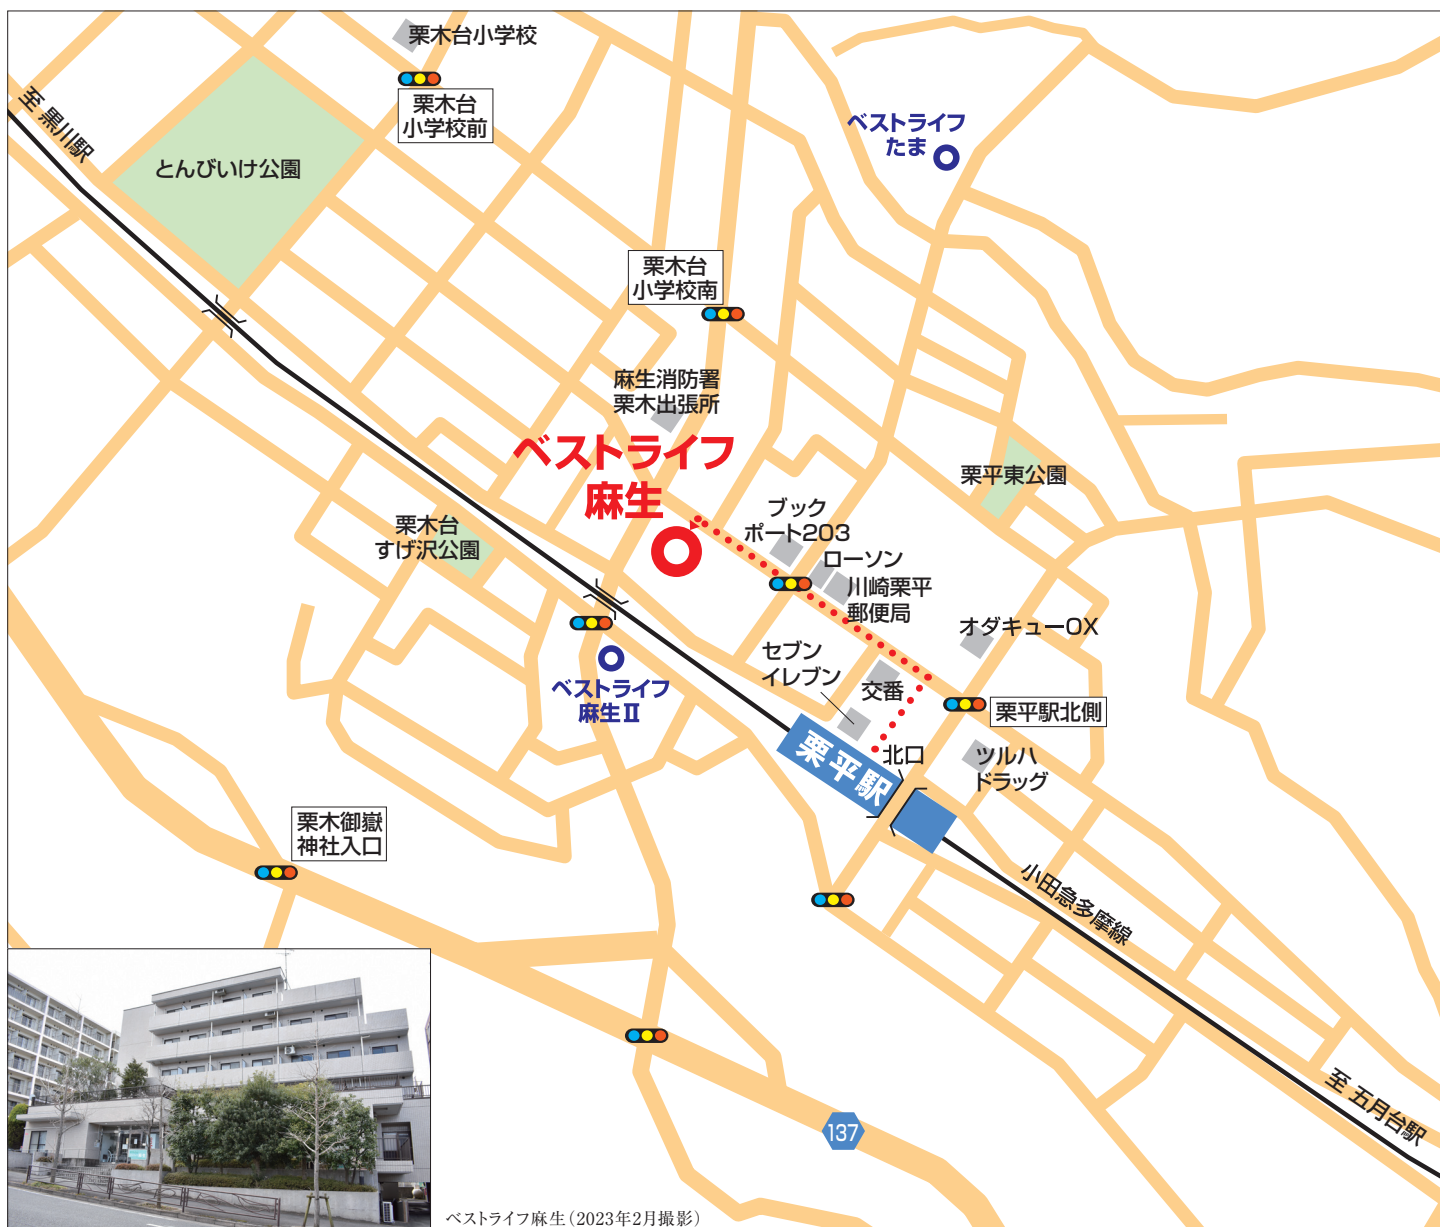 栗木台小学校
栗木台
小学校前
至 黒川駅
とんびいけ公園
ベストライフ
たま
栗木台
小学校南
麻生消防署
栗木出張所
ベストライフ
麻生
栗平東公園
ブック
ポート203
栗木台
すげ沢公園
ローソン
川崎栗平
郵便局
オダキューOX
セブン
イレブン
交番
ベストライフ
麻生Ⅱ
栗平駅北側
北口
栗平駅
ツルハ
ドラッグ
栗木御嶽
神社入口
小田急多摩線
至 五月台駅
137
ベストライフ麻生(2023年2月撮影)